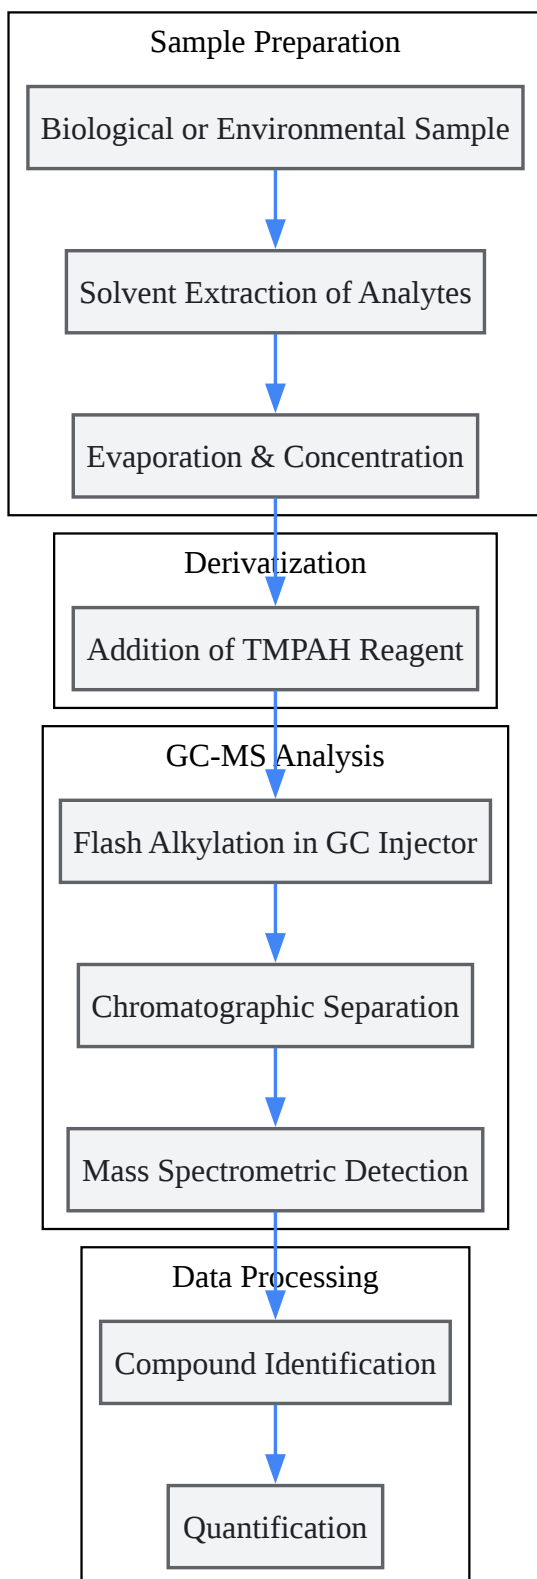 Sample Preparation
Biological or Environmental Sample
Solvent Extraction of Analytes
Evaporation & Concentration
Derivatization
Addition of TMPAH Reagent
GC-MS Analysis
Flash Alkylation in GC Injector
Chromatographic Separation
Mass Spectrometric Detection
Data Processing
Compound Identification
Quantification